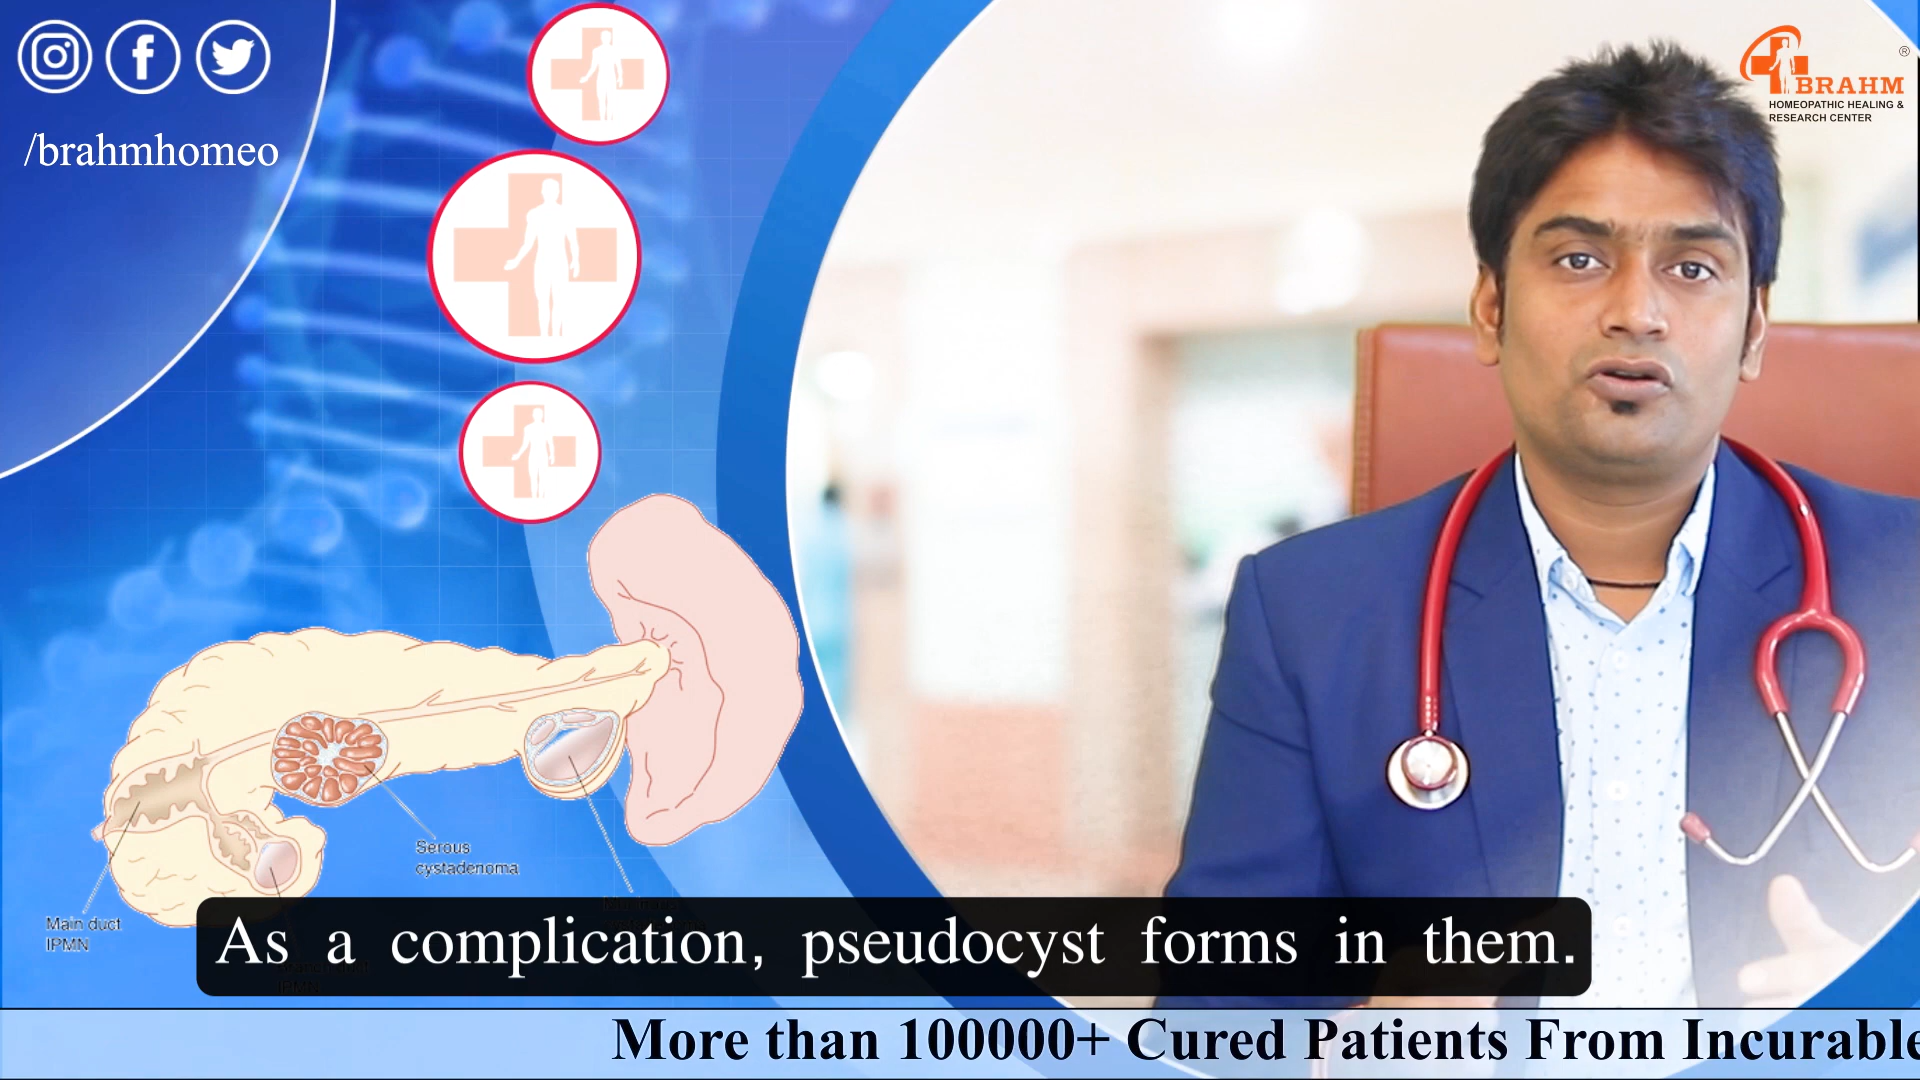 /brahmhomeo
BRAHM
®
HOMEOPATHIC HEALING &
RESEARCH CENTER
Serous
cystadenoma
Main duct
IPMN
As a complication, pseudocyst forms in them.
More than 100000+ Cured Patients From Incurable